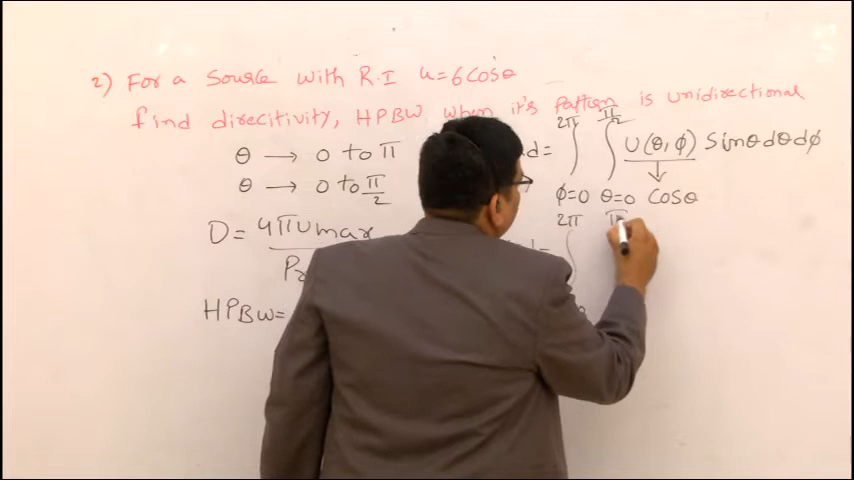 2) For a source with R.I u=6cosθ
find direcitivity, HPBW when it's pattern is unidirectional
θ → 0 to π
θ → 0 to π/2
d = ∫ ∫ U(θ,ϕ) Sinθdθdϕ
2π π/2
ϕ=0 θ=0 cosθ
D= 4πUmax
2π π
HPBW=